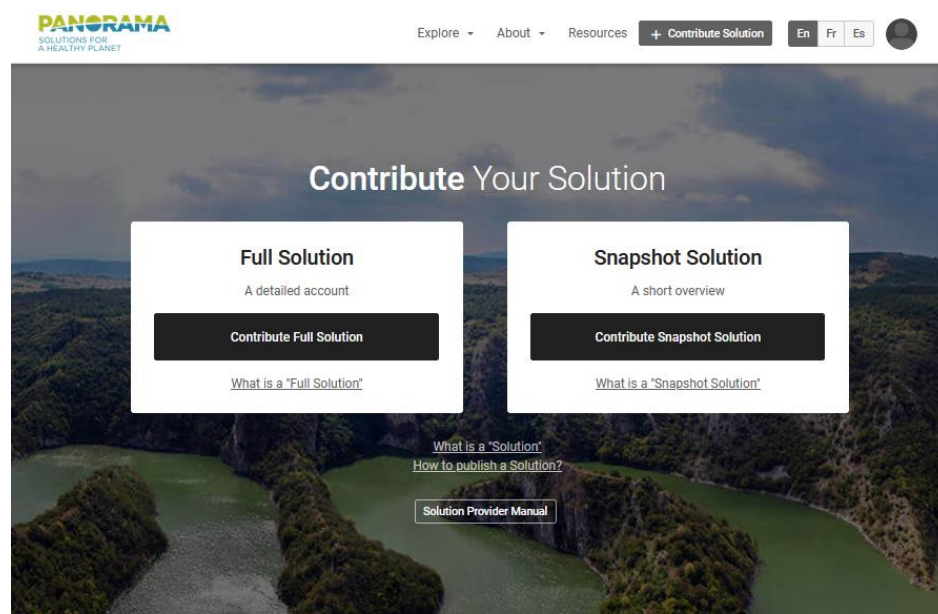 PANORAMA
SOLUTIONS FOR
A HEALTHY PLANET
Explore About Resources + Contribute Solution En Fr Es
Contribute Your Solution
Full Solution
A detailed account
Contribute Full Solution
What is a "Full Solution"
Snapshot Solution
A short overview
Contribute Snapshot Solution
What is a "Snapshot Solution"
What is a "Solution"
How to publish a Solution?
Solution Provider Manual